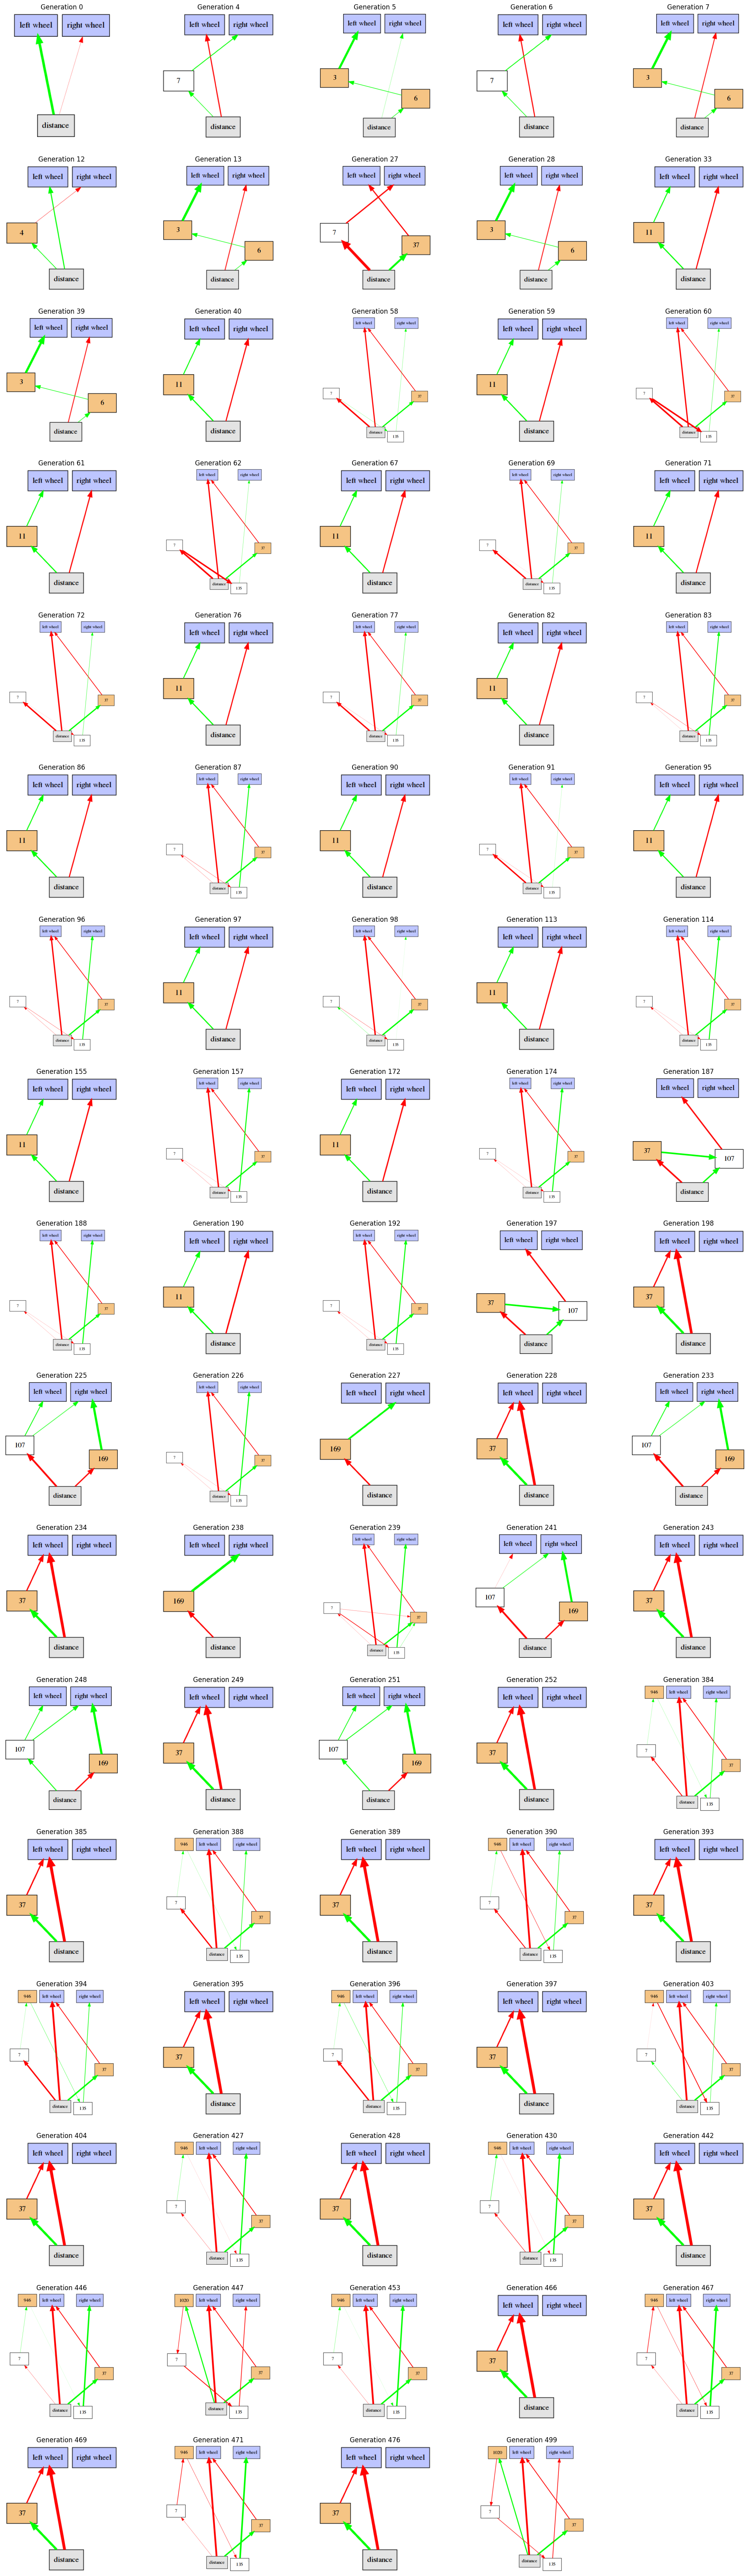 Generation 0
left wheel right wheel
distance
Generation 4
left wheel right wheel
7
distance
Generation 5
left wheel right wheel
3
6
distance
Generation 6
left wheel right wheel
7
distance
Generation 7
left wheel right wheel
3
6
distance
Generation 12
left wheel right wheel
4
distance
Generation 13
left wheel right wheel
3
6
distance
Generation 27
left wheel right wheel
7
37
distance
Generation 28
left wheel right wheel
3
6
distance
Generation 33
left wheel right wheel
11
distance
Generation 39
left wheel right wheel
3
6
distance
Generation 40
left wheel right wheel
11
distance
Generation 58
left wheel right wheel
7
37
distance
135
Generation 59
left wheel right wheel
11
distance
Generation 60
left wheel right wheel
7
37
distance
135
Generation 61
left wheel right wheel
11
distance
Generation 62
left wheel right wheel
7
37
distance
135
Generation 67
left wheel right wheel
11
distance
Generation 69
left wheel right wheel
7
37
distance
135
Generation 71
left wheel right wheel
11
distance
Generation 72
left wheel right wheel
7
37
distance
135
Generation 76
left wheel right wheel
11
distance
Generation 77
left wheel right wheel
7
37
distance
135
Generation 82
left wheel right wheel
11
distance
Generation 83
left wheel right wheel
7
37
distance
135
Generation 86
left wheel right wheel
11
distance
Generation 87
left wheel right wheel
7
37
distance
135
Generation 90
left wheel right wheel
11
distance
Generation 91
left wheel right wheel
7
37
distance
135
Generation 95
left wheel right wheel
11
distance
Generation 96
left wheel right wheel
7
37
distance
135
Generation 97
left wheel right wheel
11
distance
Generation 98
left wheel right wheel
7
37
distance
135
Generation 113
left wheel right wheel
11
distance
Generation 114
left wheel right wheel
7
37
distance
135
Generation 155
left wheel right wheel
11
distance
Generation 157
left wheel right wheel
7
37
distance
135
Generation 172
left wheel right wheel
11
distance
Generation 174
left wheel right wheel
7
37
distance
135
Generation 187
left wheel right wheel
37
107
distance
Generation 188
left wheel right wheel
7
37
distance
135
Generation 190
left wheel right wheel
11
distance
Generation 192
left wheel right wheel
7
37
distance
135
Generation 197
left wheel right wheel
37
107
distance
Generation 198
left wheel right wheel
37
distance
Generation 225
left wheel right wheel
107
169
distance
Generation 226
left wheel right wheel
7
37
distance
135
Generation 227
left wheel right wheel
169
distance
Generation 228
left wheel right wheel
37
distance
Generation 233
left wheel right wheel
107
169
distance
Generation 234
left wheel right wheel
37
distance
Generation 238
left wheel right wheel
169
distance
Generation 239
left wheel right wheel
7
37
distance
135
Generation 241
left wheel right wheel
107
169
distance
Generation 243
left wheel right wheel
37
distance
Generation 248
left wheel right wheel
107
169
distance
Generation 249
left wheel right wheel
37
distance
Generation 251
left wheel right wheel
107
169
distance
Generation 252
left wheel right wheel
37
distance
Generation 384
946 left wheel right wheel
7
37
distance
135
Generation 385
left wheel right wheel
37
distance
Generation 388
946 left wheel right wheel
7
37
distance
135
Generation 389
left wheel right wheel
37
distance
Generation 390
946 left wheel right wheel
7
37
distance
135
Generation 393
left wheel right wheel
37
distance
Generation 394
946 left wheel right wheel
7
37
distance
135
Generation 395
left wheel right wheel
37
distance
Generation 396
946 left wheel right wheel
7
37
distance
135
Generation 397
left wheel right wheel
37
distance
Generation 403
946 left wheel right wheel
7
37
distance
135
Generation 404
left wheel right wheel
37
distance
Generation 427
946 left wheel right wheel
7
37
distance
135
Generation 428
left wheel right wheel
37
distance
Generation 430
946 left wheel right wheel
7
37
distance
135
Generation 442
left wheel right wheel
37
distance
Generation 446
946 left wheel right wheel
7
37
distance
135
Generation 447
1020 left wheel right wheel
7
37
distance
135
Generation 453
946 left wheel right wheel
7
37
distance
135
Generation 466
left wheel right wheel
37
distance
Generation 467
946 left wheel right wheel
7
37
distance
135
Generation 469
left wheel right wheel
37
distance
Generation 471
946 left wheel right wheel
7
37
distance
135
Generation 476
left wheel right wheel
37
distance
Generation 499
1020 left wheel right wheel
7
37
distance
135